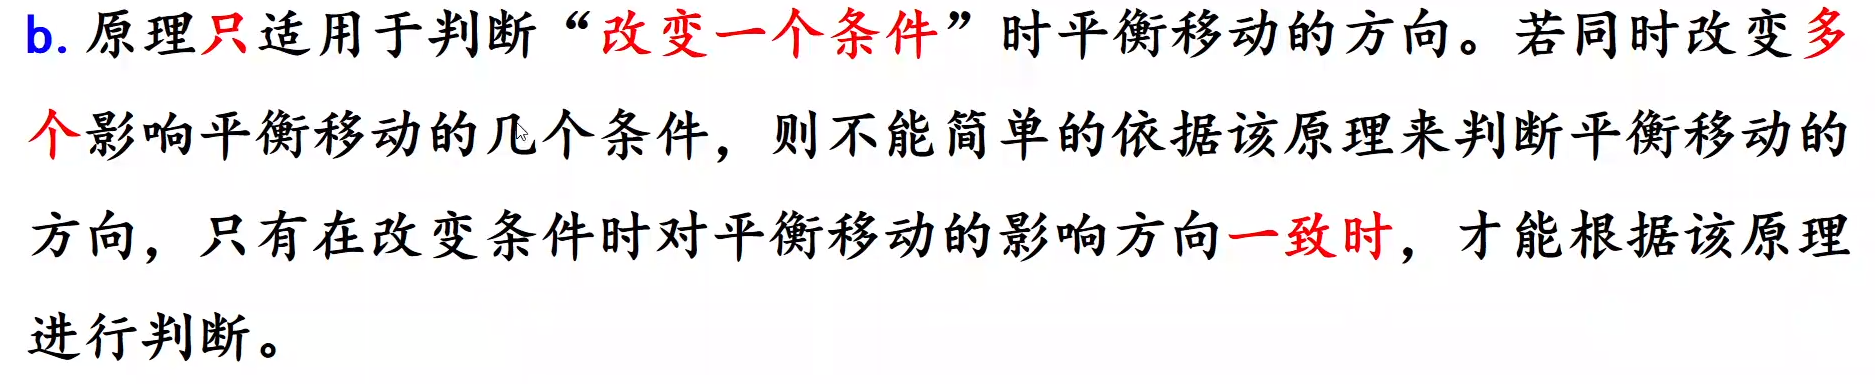 b. 原理只适用于判断“改变一个条件”时平衡移动的方向。若同时改变多
个影响平衡移动的几个条件，则不能简单的依据该原理来判断平衡移动的
方向，只有在改变条件时对平衡移动的影响方向一致时，才能根据该原理
进行判断。